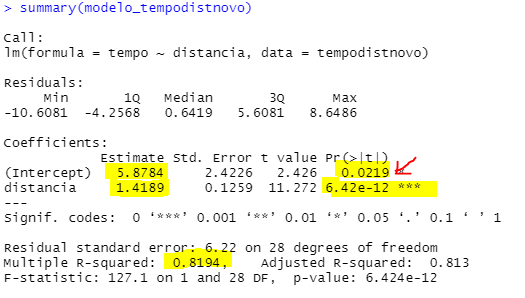 > summary(modelo_tempodistnovo)
Call:
lm(formula = tempo ~ distancia, data = tempodistnovo)
Residuals:
Min 1Q Median 3Q Max
-10.6081 -4.2568 0.6419 5.6081 8.6486
Coefficients:
Estimate Std. Error t value Pr(>|t|)
(Intercept) 5.8784 2.4226 2.426 0.0219 *
distancia 1.4189 0.1259 11.272 6.42e-12 ***
---
Signif. codes: 0 ‘***’ 0.001 ‘**’ 0.01 ‘*’ 0.05 ‘.’ 0.1 ‘ ’ 1
Residual standard error: 6.22 on 28 degrees of freedom
Multiple R-squared: 0.8194, Adjusted R-squared: 0.813
F-statistic: 127.1 on 1 and 28 DF, p-value: 6.424e-12